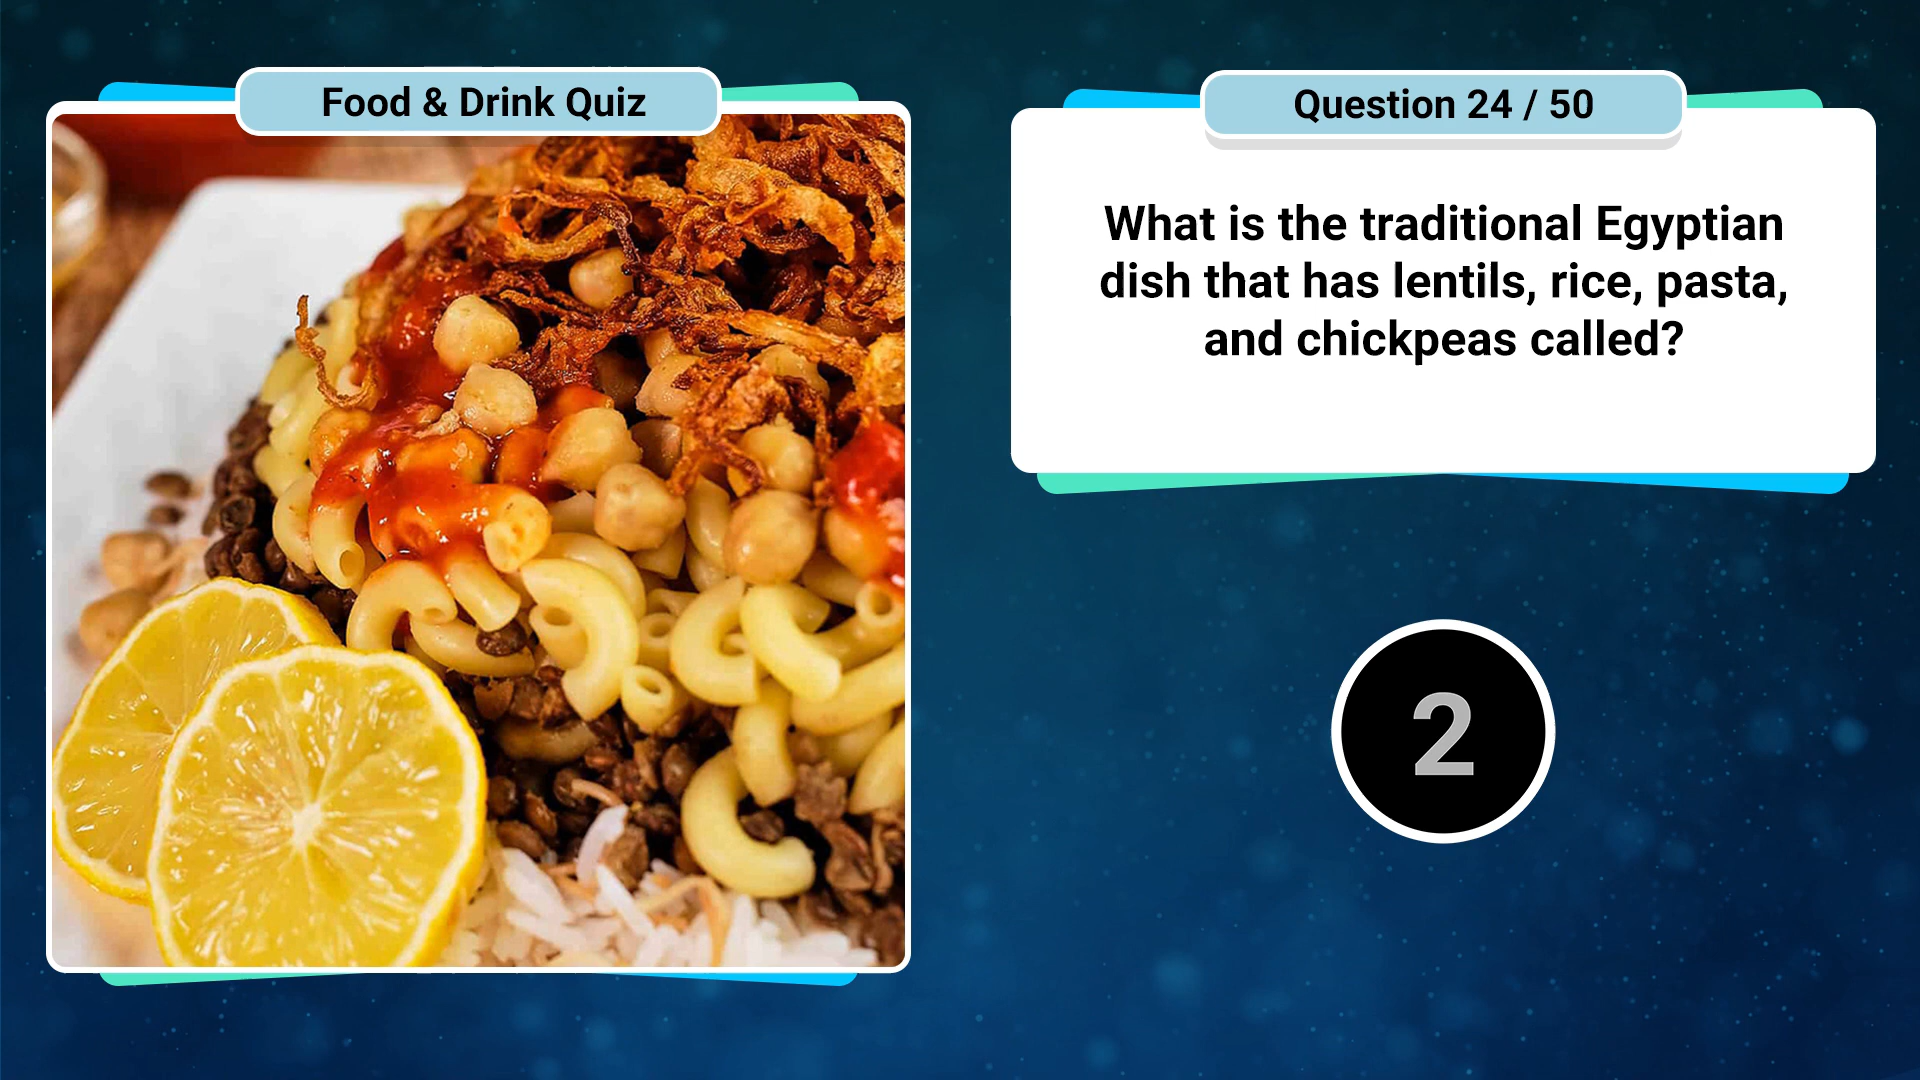 Food & Drink Quiz
Question 24 / 50
What is the traditional Egyptian
dish that has lentils, rice, pasta,
and chickpeas called?
2